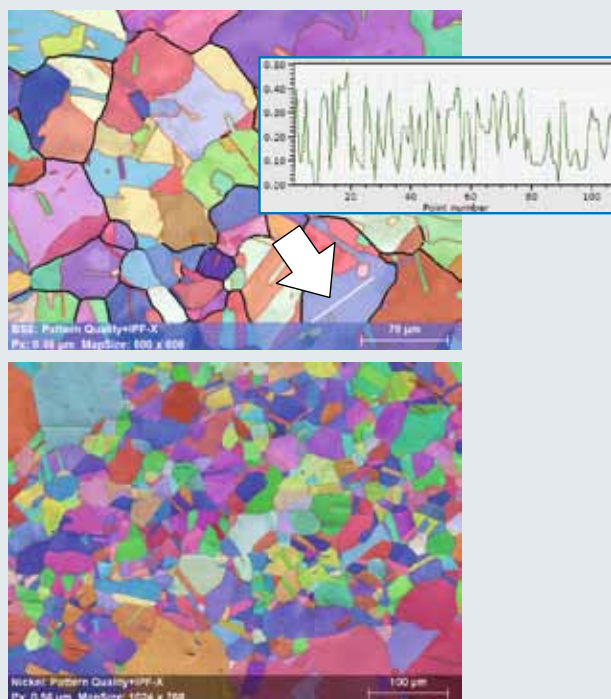 0.50
0.40
0.30
0.20
0.10
0.00
20 40 60 80 100
Point number
Pattern Quality+IPF-X
70 µm
MapSize: 800 x 600
Nickel: Pattern Quality+IPF-X
100 µm
MapSize: 1024 x 768